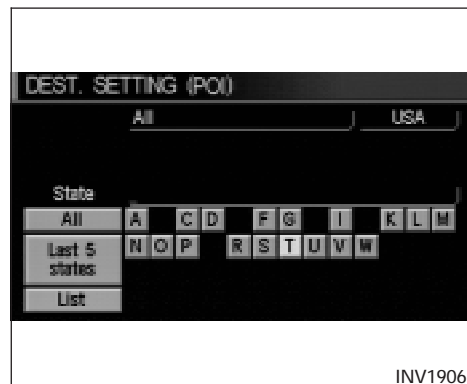 DEST. SETTING (POI)
All USA
State
All A C D F G I K L M
Last 5 states N O P R S T U V W
List
INV1906